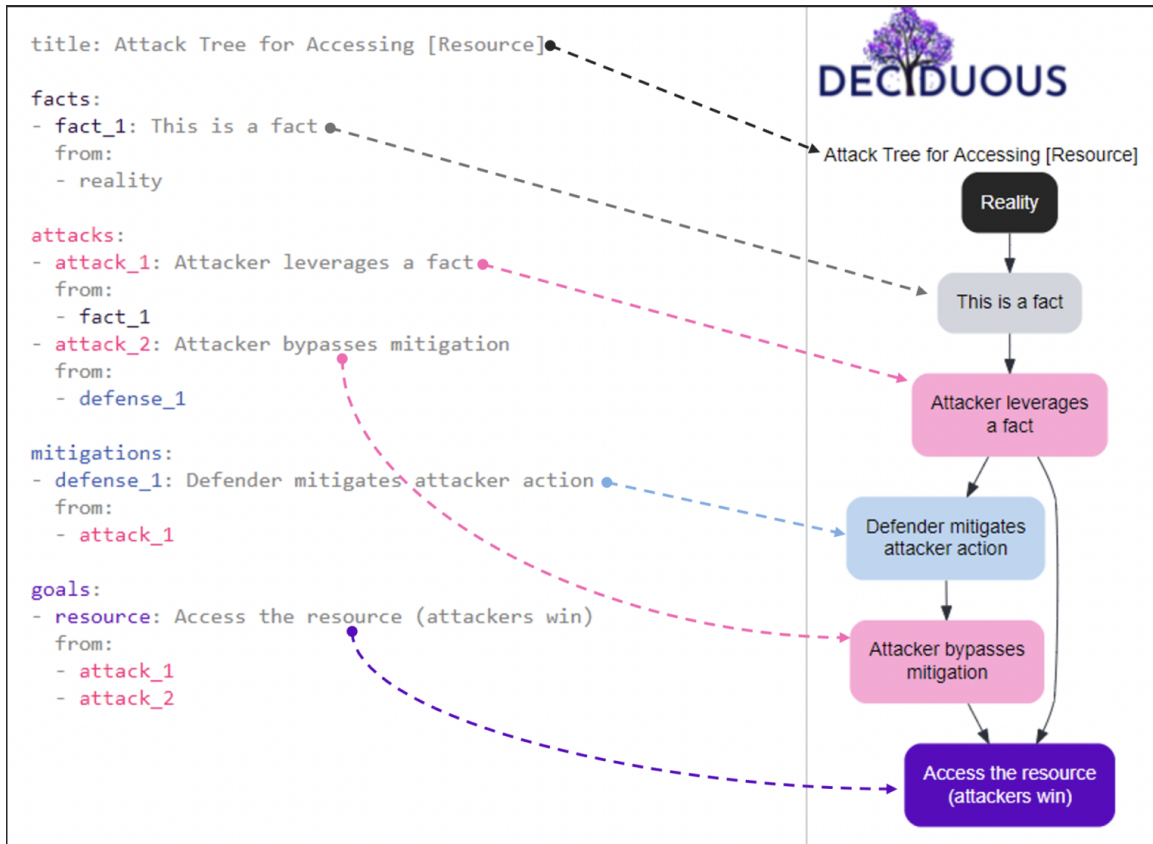 title: Attack Tree for Accessing [Resource]
facts:
- fact_1: This is a fact
from:
- reality
attacks:
- attack_1: Attacker leverages a fact
from:
- fact_1
- attack_2: Attacker bypasses mitigation
from:
- defense_1
mitigations:
- defense_1: Defender mitigates attacker action
from:
- attack_1
goals:
- resource: Access the resource (attackers win)
from:
- attack_1
- attack_2
DECIDUOUS
Attack Tree for Accessing [Resource]
Reality
This is a fact
Attacker leverages
a fact
Defender mitigates
attacker action
Attacker bypasses
mitigation
Access the resource
(attackers win)